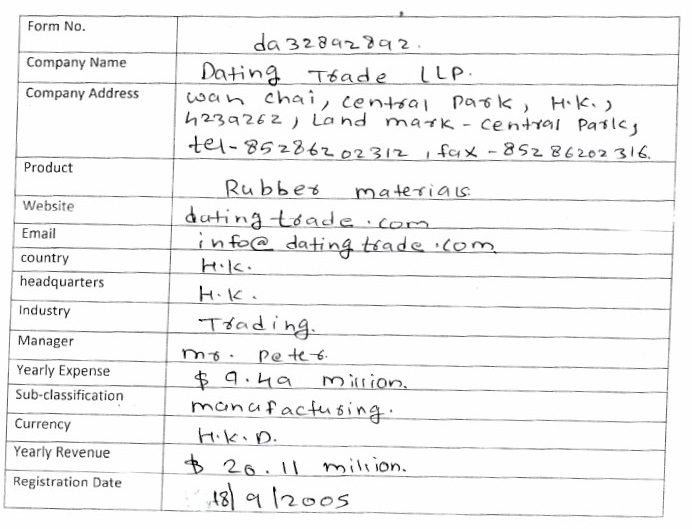 Form No. da32892892.
Company Name Dating Trade LLP.
Company Address wan chai, central Park, H.K.,
h239262, Land mark - central Park,
tel-85286202312, fax -85286202316.
Product Rubber materials.
Website dating trade.com
Email info@datingtrade.com
country H.K.
headquarters H.K.
Industry Trading.
Manager mr. Peter.
Yearly Expense $ 9.49 million.
Sub-classification manufacturing.
Currency H.K.D.
Yearly Revenue $ 20.11 million.
Registration Date 18/9/2005